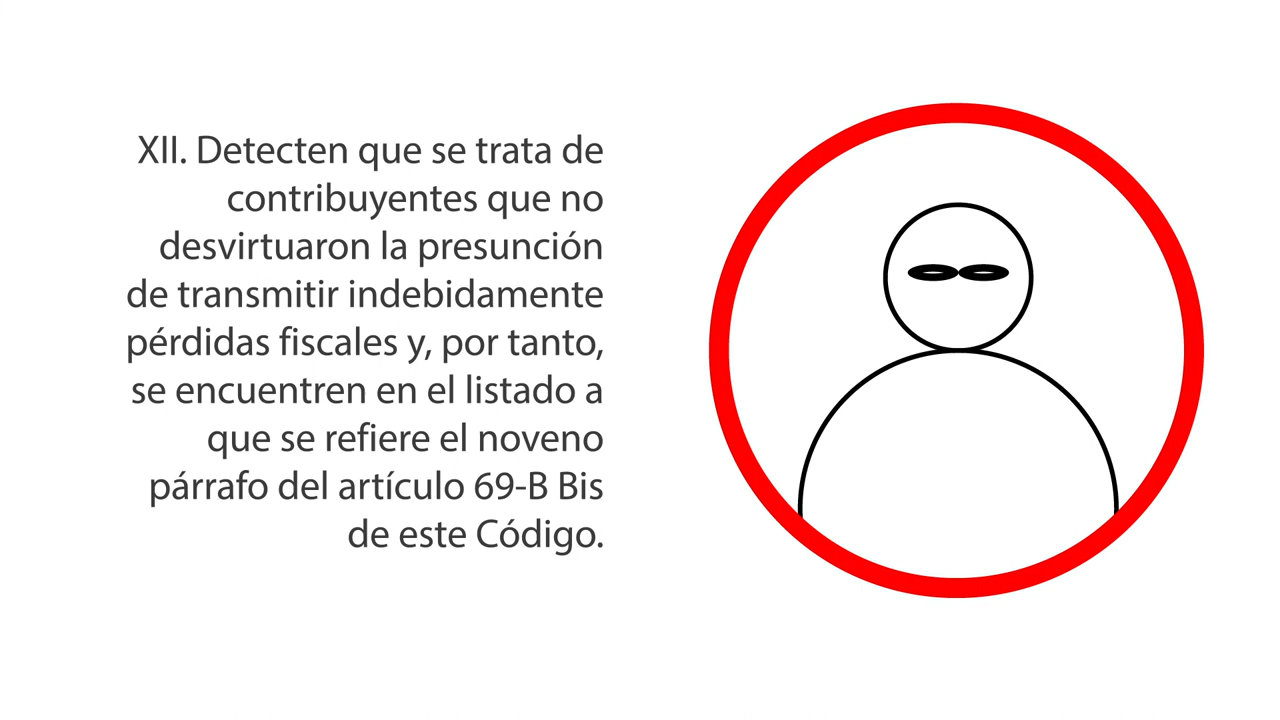 XII. Detecten que se trata de
contribuyentes que no
desvirtuaron la presunción
de transmitir indebidamente
pérdidas fiscales y, por tanto,
se encuentren en el listado a
que se refiere el noveno
párrafo del artículo 69-B Bis
de este Código.